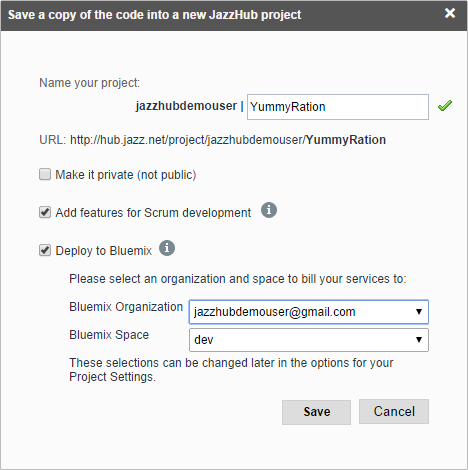 Save a copy of the code into a new JazzHub project
Name your project:
jazzhubdemouser | YummyRation
URL: http://hub.jazz.net/project/jazzhubdemouser/YummyRation
Make it private (not public)
Add features for Scrum development
Deploy to Bluemix
Please select an organization and space to bill your services to:
Bluemix Organization jazzhubdemouser@gmail.com
Bluemix Space dev
These selections can be changed later in the options for your
Project Settings.
Save Cancel